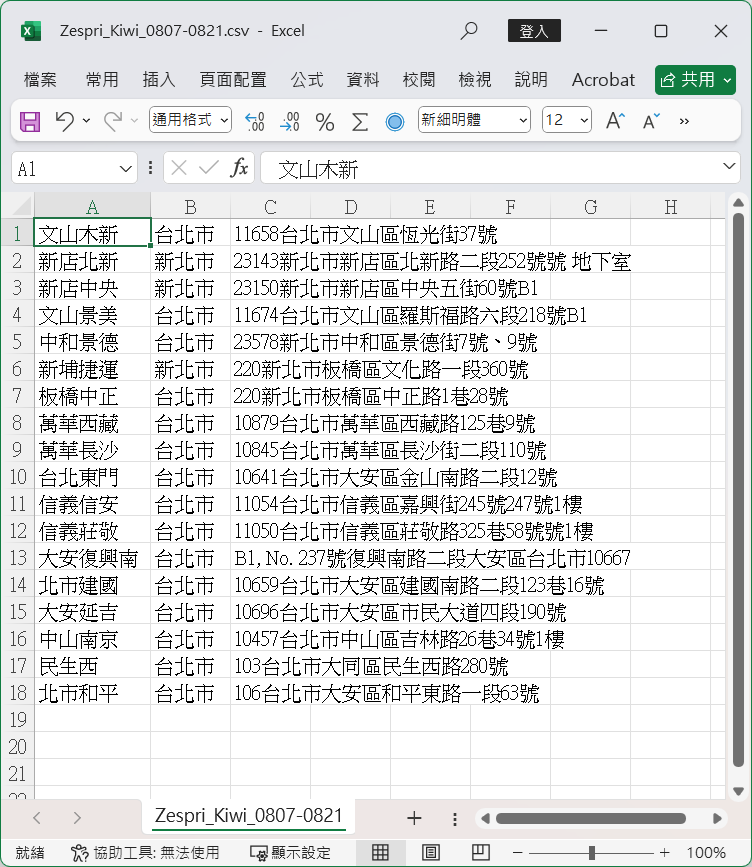 Zespri_Kiwi_0807-0821.csv - Excel 登入
檔案 常用 插入 頁面配置 公式 資料 校閱 檢視 說明 Acrobat 共用
通用格式 .00 .00 % Σ 新細明體 12 A A »
A1 fx 文山木新
A B C D E F G H
1 文山木新 台北市 11658台北市文山區恆光街37號
2 新店北新 新北市 23143新北市新店區北新路二段252號號 地下室
3 新店中央 新北市 23150新北市新店區中央五街60號B1
4 文山景美 台北市 11674台北市文山區羅斯福路六段218號B1
5 中和景德 台北市 23578新北市中和區景德街7號、9號
6 新埔捷運 新北市 220新北市板橋區文化路一段360號
7 板橋中正 台北市 220新北市板橋區中正路1巷28號
8 萬華西藏 台北市 10879台北市萬華區西藏路125巷9號
9 萬華長沙 台北市 10845台北市萬華區長沙街二段110號
10 台北東門 台北市 10641台北市大安區金山南路二段12號
11 信義信安 台北市 11054台北市信義區嘉興街245號247號1樓
12 信義莊敬 台北市 11050台北市信義區莊敬路325巷58號號1樓
13 大安復興南 台北市 B1, No. 237號復興南路二段大安區台北市10667
14 北市建國 台北市 10659台北市大安區建國南路二段123巷16號
15 大安延吉 台北市 10696台北市大安區市民大道四段190號
16 中山南京 台北市 10457台北市中山區吉林路26巷34號1樓
17 民生西 台北市 103台北市大同區民生西路280號
18 北市和平 台北市 106台北市大安區和平東路一段63號
19
20
21
22
Zespri_Kiwi_0807-0821
就緒 協助工具: 無法使用 顯示設定 100%